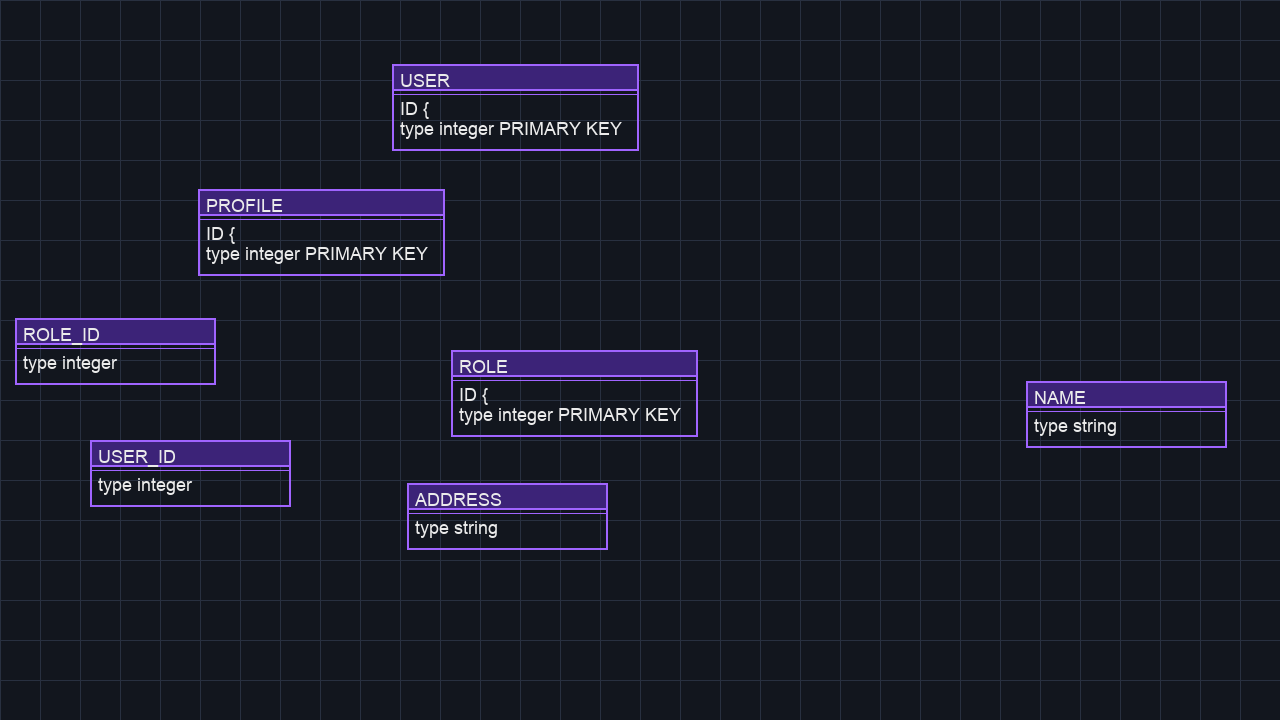 USER
ID {
type integer PRIMARY KEY
PROFILE
ID {
type integer PRIMARY KEY
ROLE_ID
type integer
ROLE
ID {
type integer PRIMARY KEY
NAME
type string
USER_ID
type integer
ADDRESS
type string